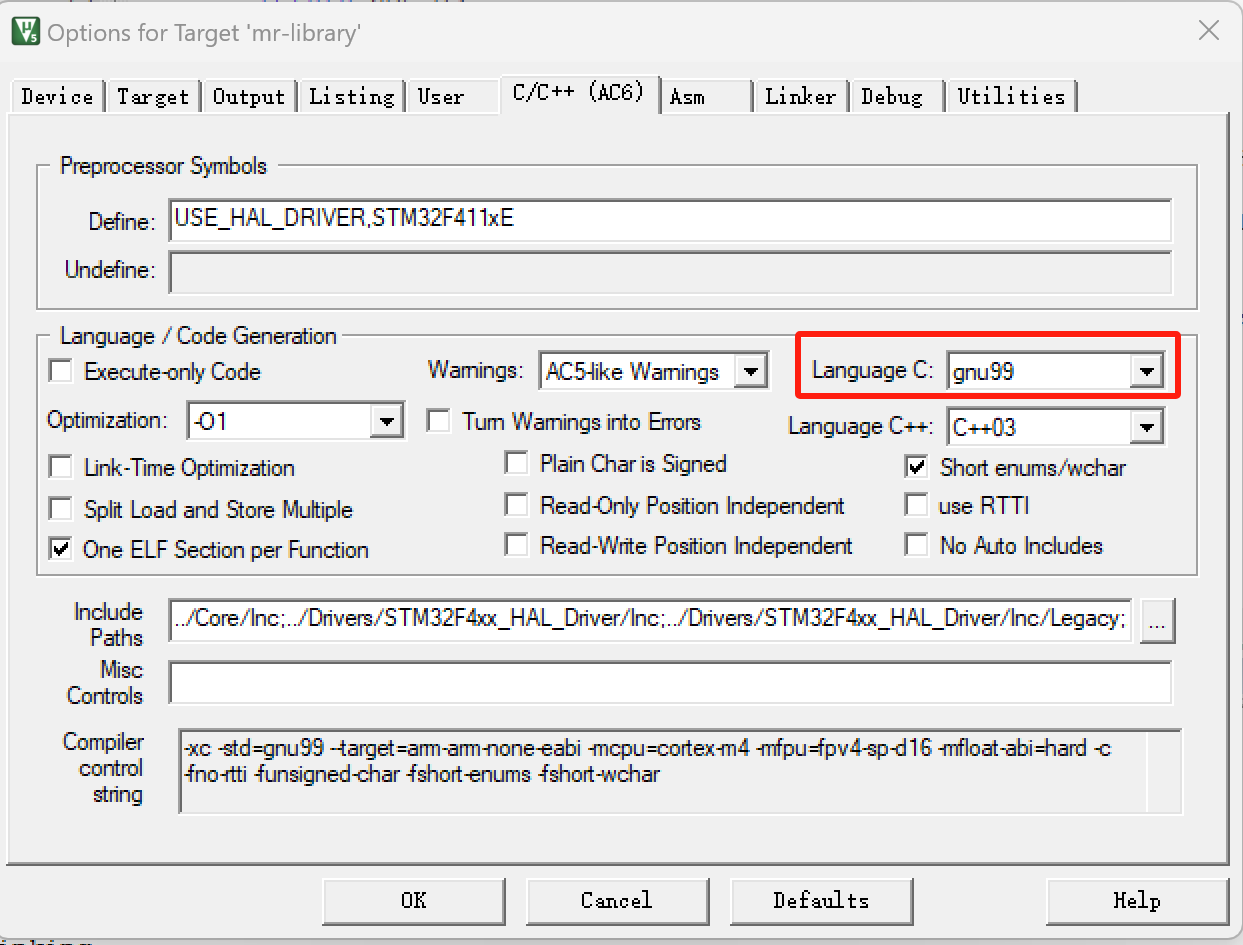 Options for Target 'mr-library'
Device Target Output Listing User C/C++ (AC6) Asm Linker Debug Utilities
Preprocessor Symbols
Define: USE_HAL_DRIVER,STM32F411xE
Undefine:
Language / Code Generation
Execute-only Code Warnings: AC5-like Warnings Language C: gnu99
Optimization: -O1 Turn Warnings into Errors Language C++: C++03
Link-Time Optimization Plain Char is Signed Short enums/wchar
Split Load and Store Multiple Read-Only Position Independent use RTTI
One ELF Section per Function Read-Write Position Independent No Auto Includes
Include
Paths
../Core/Inc;../Drivers/STM32F4xx_HAL_Driver/Inc;../Drivers/STM32F4xx_HAL_Driver/Inc/Legacy; ...
Misc
Controls
Compiler
control
string
-xc -std=gnu99 --target=arm-arm-none-eabi -mcpu=cortex-m4 -mfpu=fpv4-sp-d16 -mfloat-abi=hard -c
-fno-rtti -funsigned-char -fshort-enums -fshort-wchar
OK Cancel Defaults Help